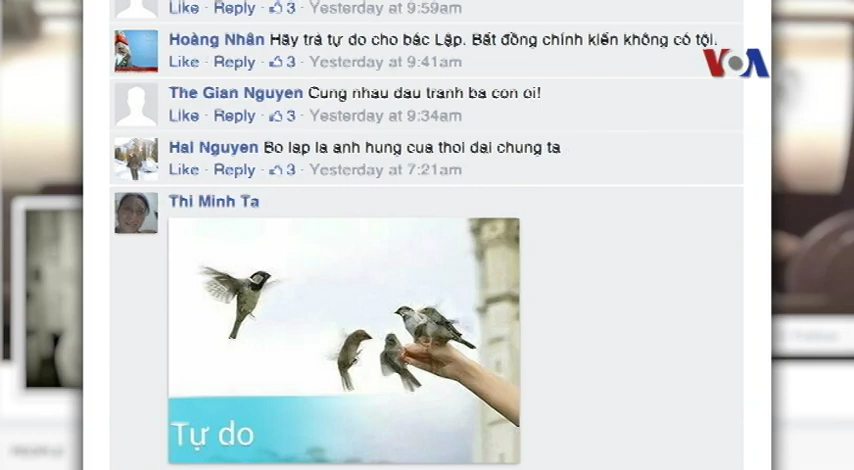 Like · Reply · 3 · Yesterday at 9:59am
Hoàng Nhân Hãy trả tự do cho bác Lập. Bất đồng chính kiến không có tội.
Like · Reply · 3 · Yesterday at 9:41am
VOA
The Gian Nguyen Cung nhau dau tranh ba con oi!
Like · Reply · 3 · Yesterday at 9:34am
Hai Nguyen Bo lap la anh hung cua thoi dai chung ta
Like · Reply · 3 · Yesterday at 7:21am
Thi Minh Ta
Tự do